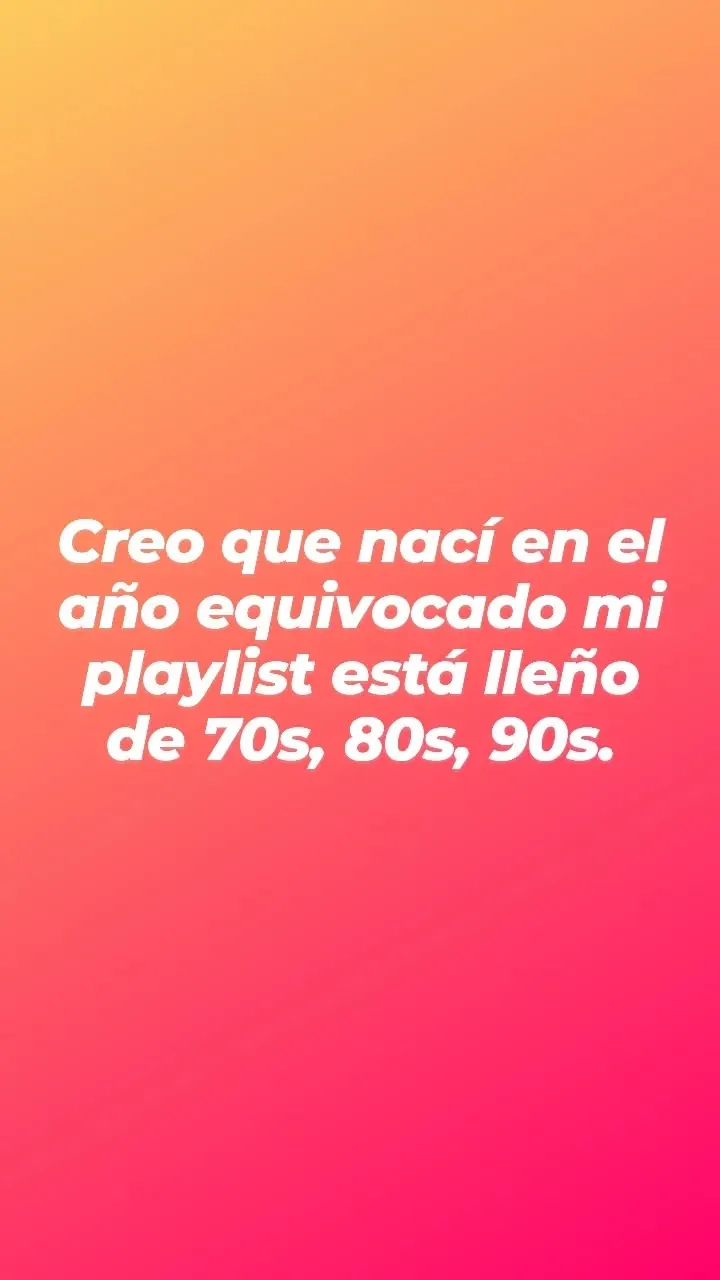 Creo que nací en el
año equivocado mi
playlist está lleño
de 70s, 80s, 90s.